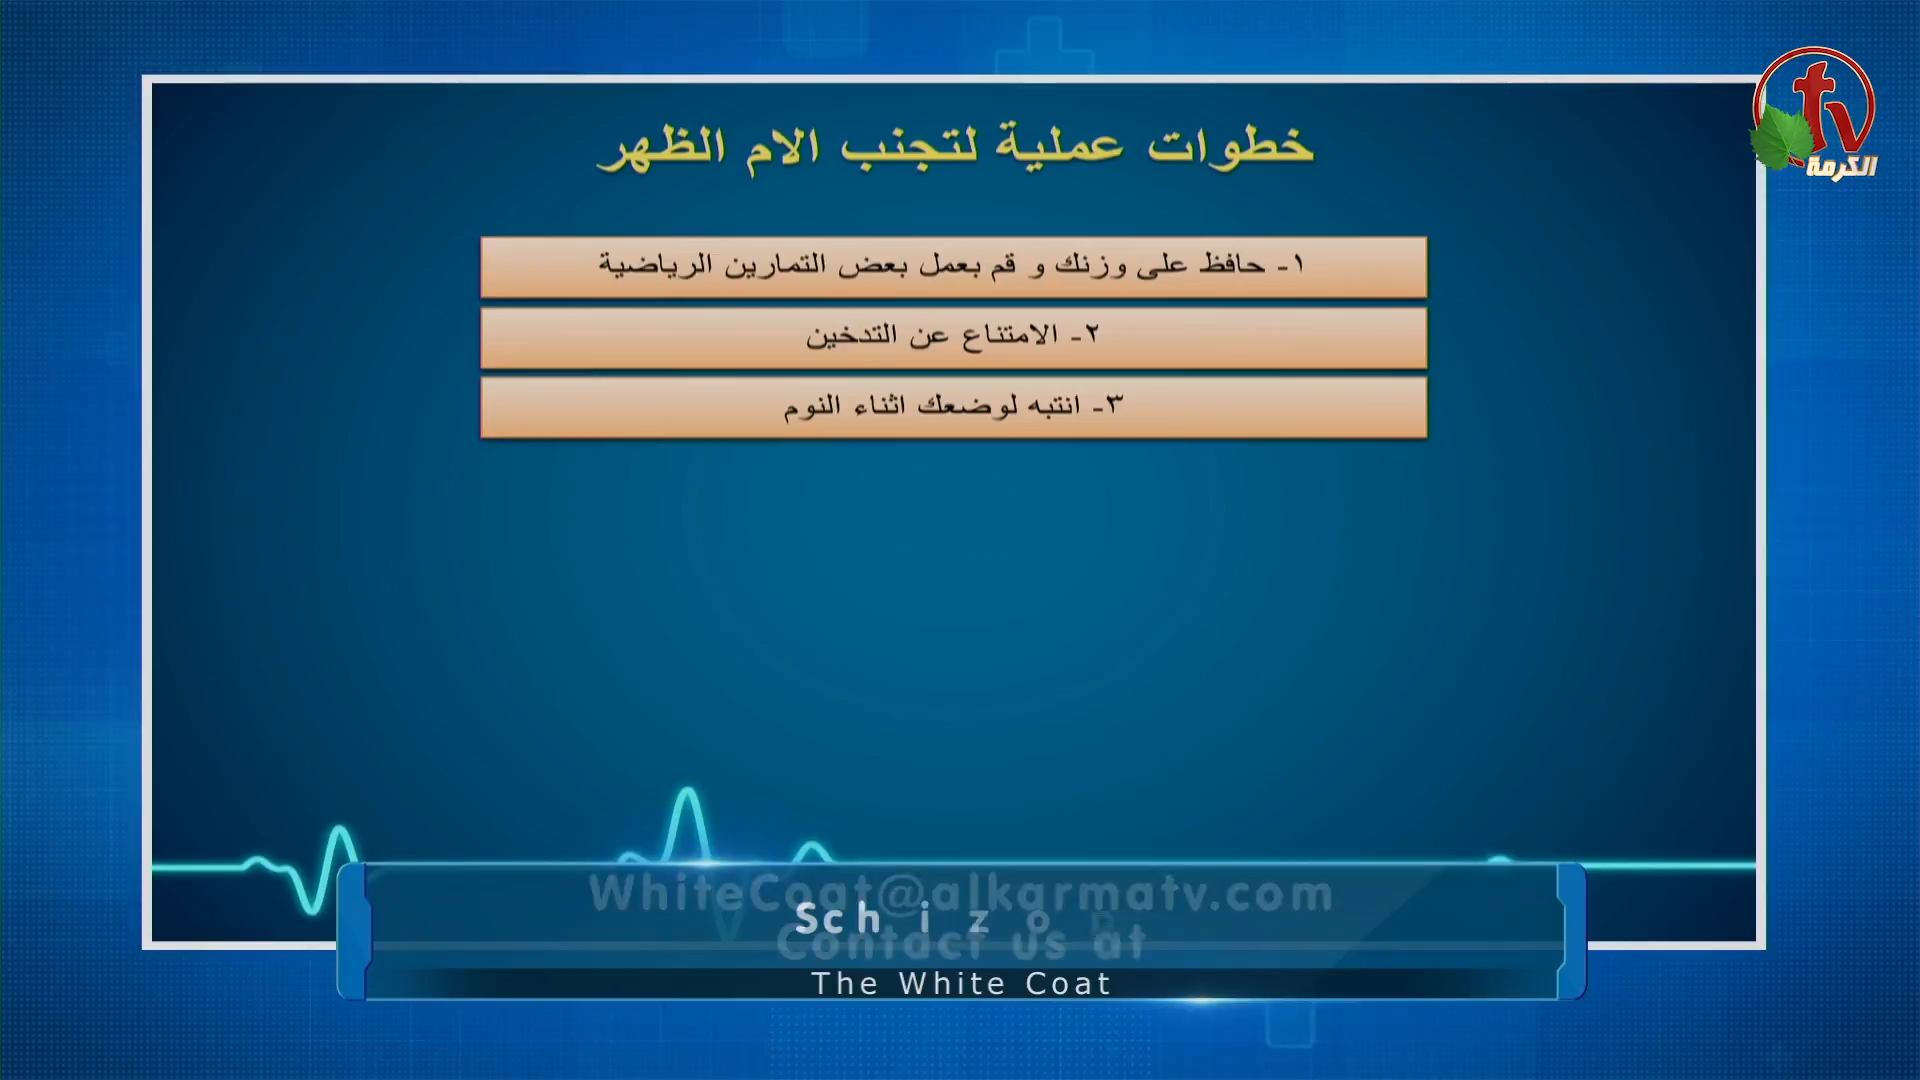 خطوات عملية لتجنب الام الظهر
١- حافظ على وزنك و قم بعمل بعض التمارين الرياضية
٢- الامتناع عن التدخين
٣- انتبه لوضعك اثناء النوم
tv
الكرمة
WhiteCoat@alkarmatv.com
Schizo
Contact us at
The White Coat